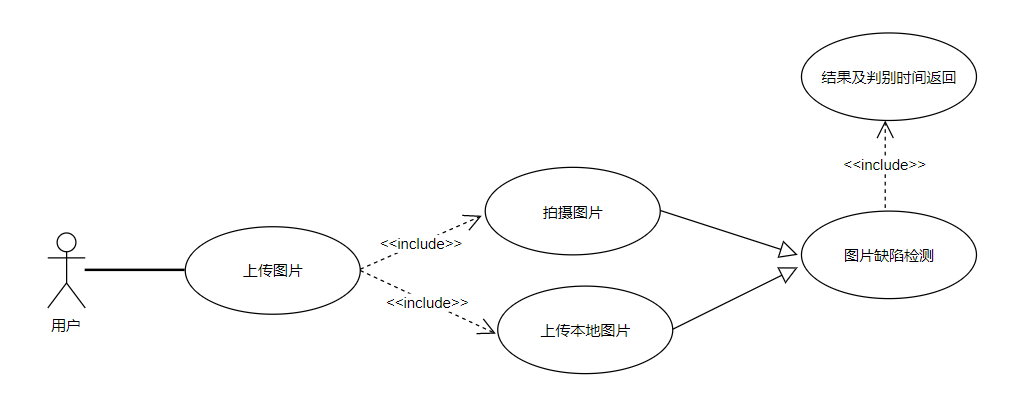 结果及判别时间返回
<<include>>
拍摄图片
<<include>>
图片缺陷检测
上传图片
<<include>>
用户
上传本地图片